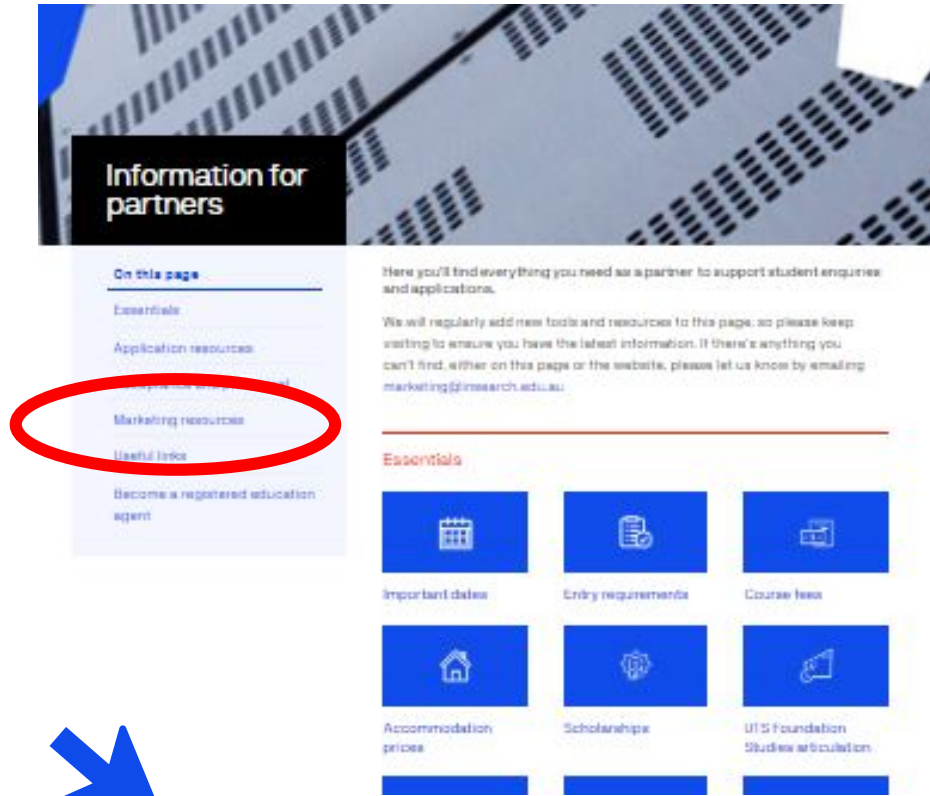 Information for
partners
On this page
Essentials
Application resources
Marketing resources
Useful links
Become a registered education
agent
Here you'll find everything you need as a partner to support student enquiries
and applications.
We will regularly add new tools and resources to this page, so please keep
visiting to ensure you have the latest information. If there's anything you
can't find, either on this page or the website, please let us know by emailing
marketing@insearch.edu.au
Essentials
Important dates
Entry requirements
Course fees
Accommodation
prices
Scholarships
UTS Foundation
Studies articulation